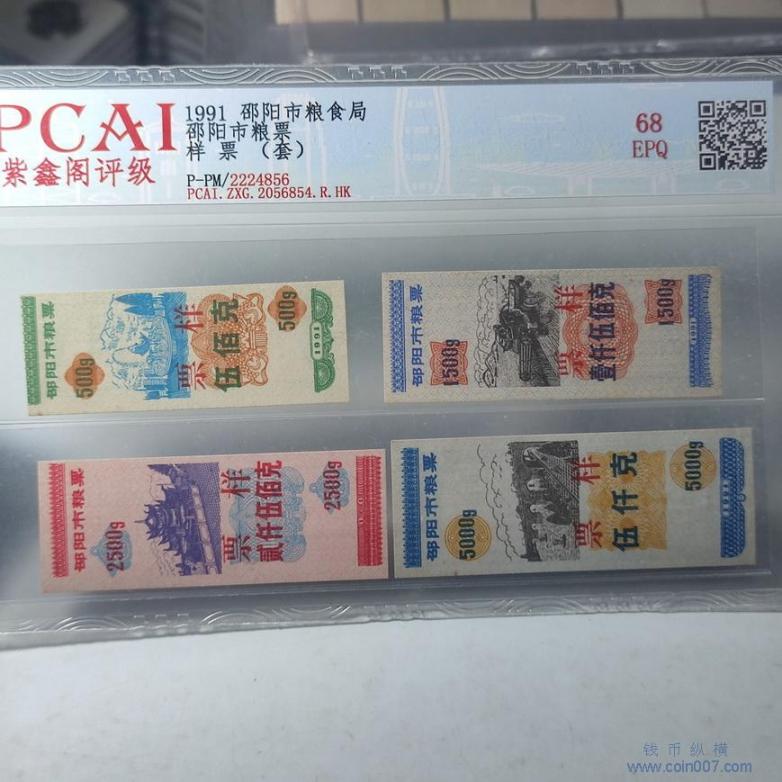 PCAI
紫鑫阁评级
1991 邵阳市粮食局
邵阳市粮票
样 票 （套）
P-PM/2224856
PCAI.ZXG.2056854.R.HK
68
EPQ
邵阳市粮票
500g
样
票
伍佰克
500g
1991
邵阳市粮票
1500g
样
票
壹仟伍佰克
1500g
1991
邵阳市粮票
2500g
样
票
贰仟伍佰克
2500g
邵阳市粮票
5000g
样
票
伍仟克
5000g
钱币纵横
www.coin007.com